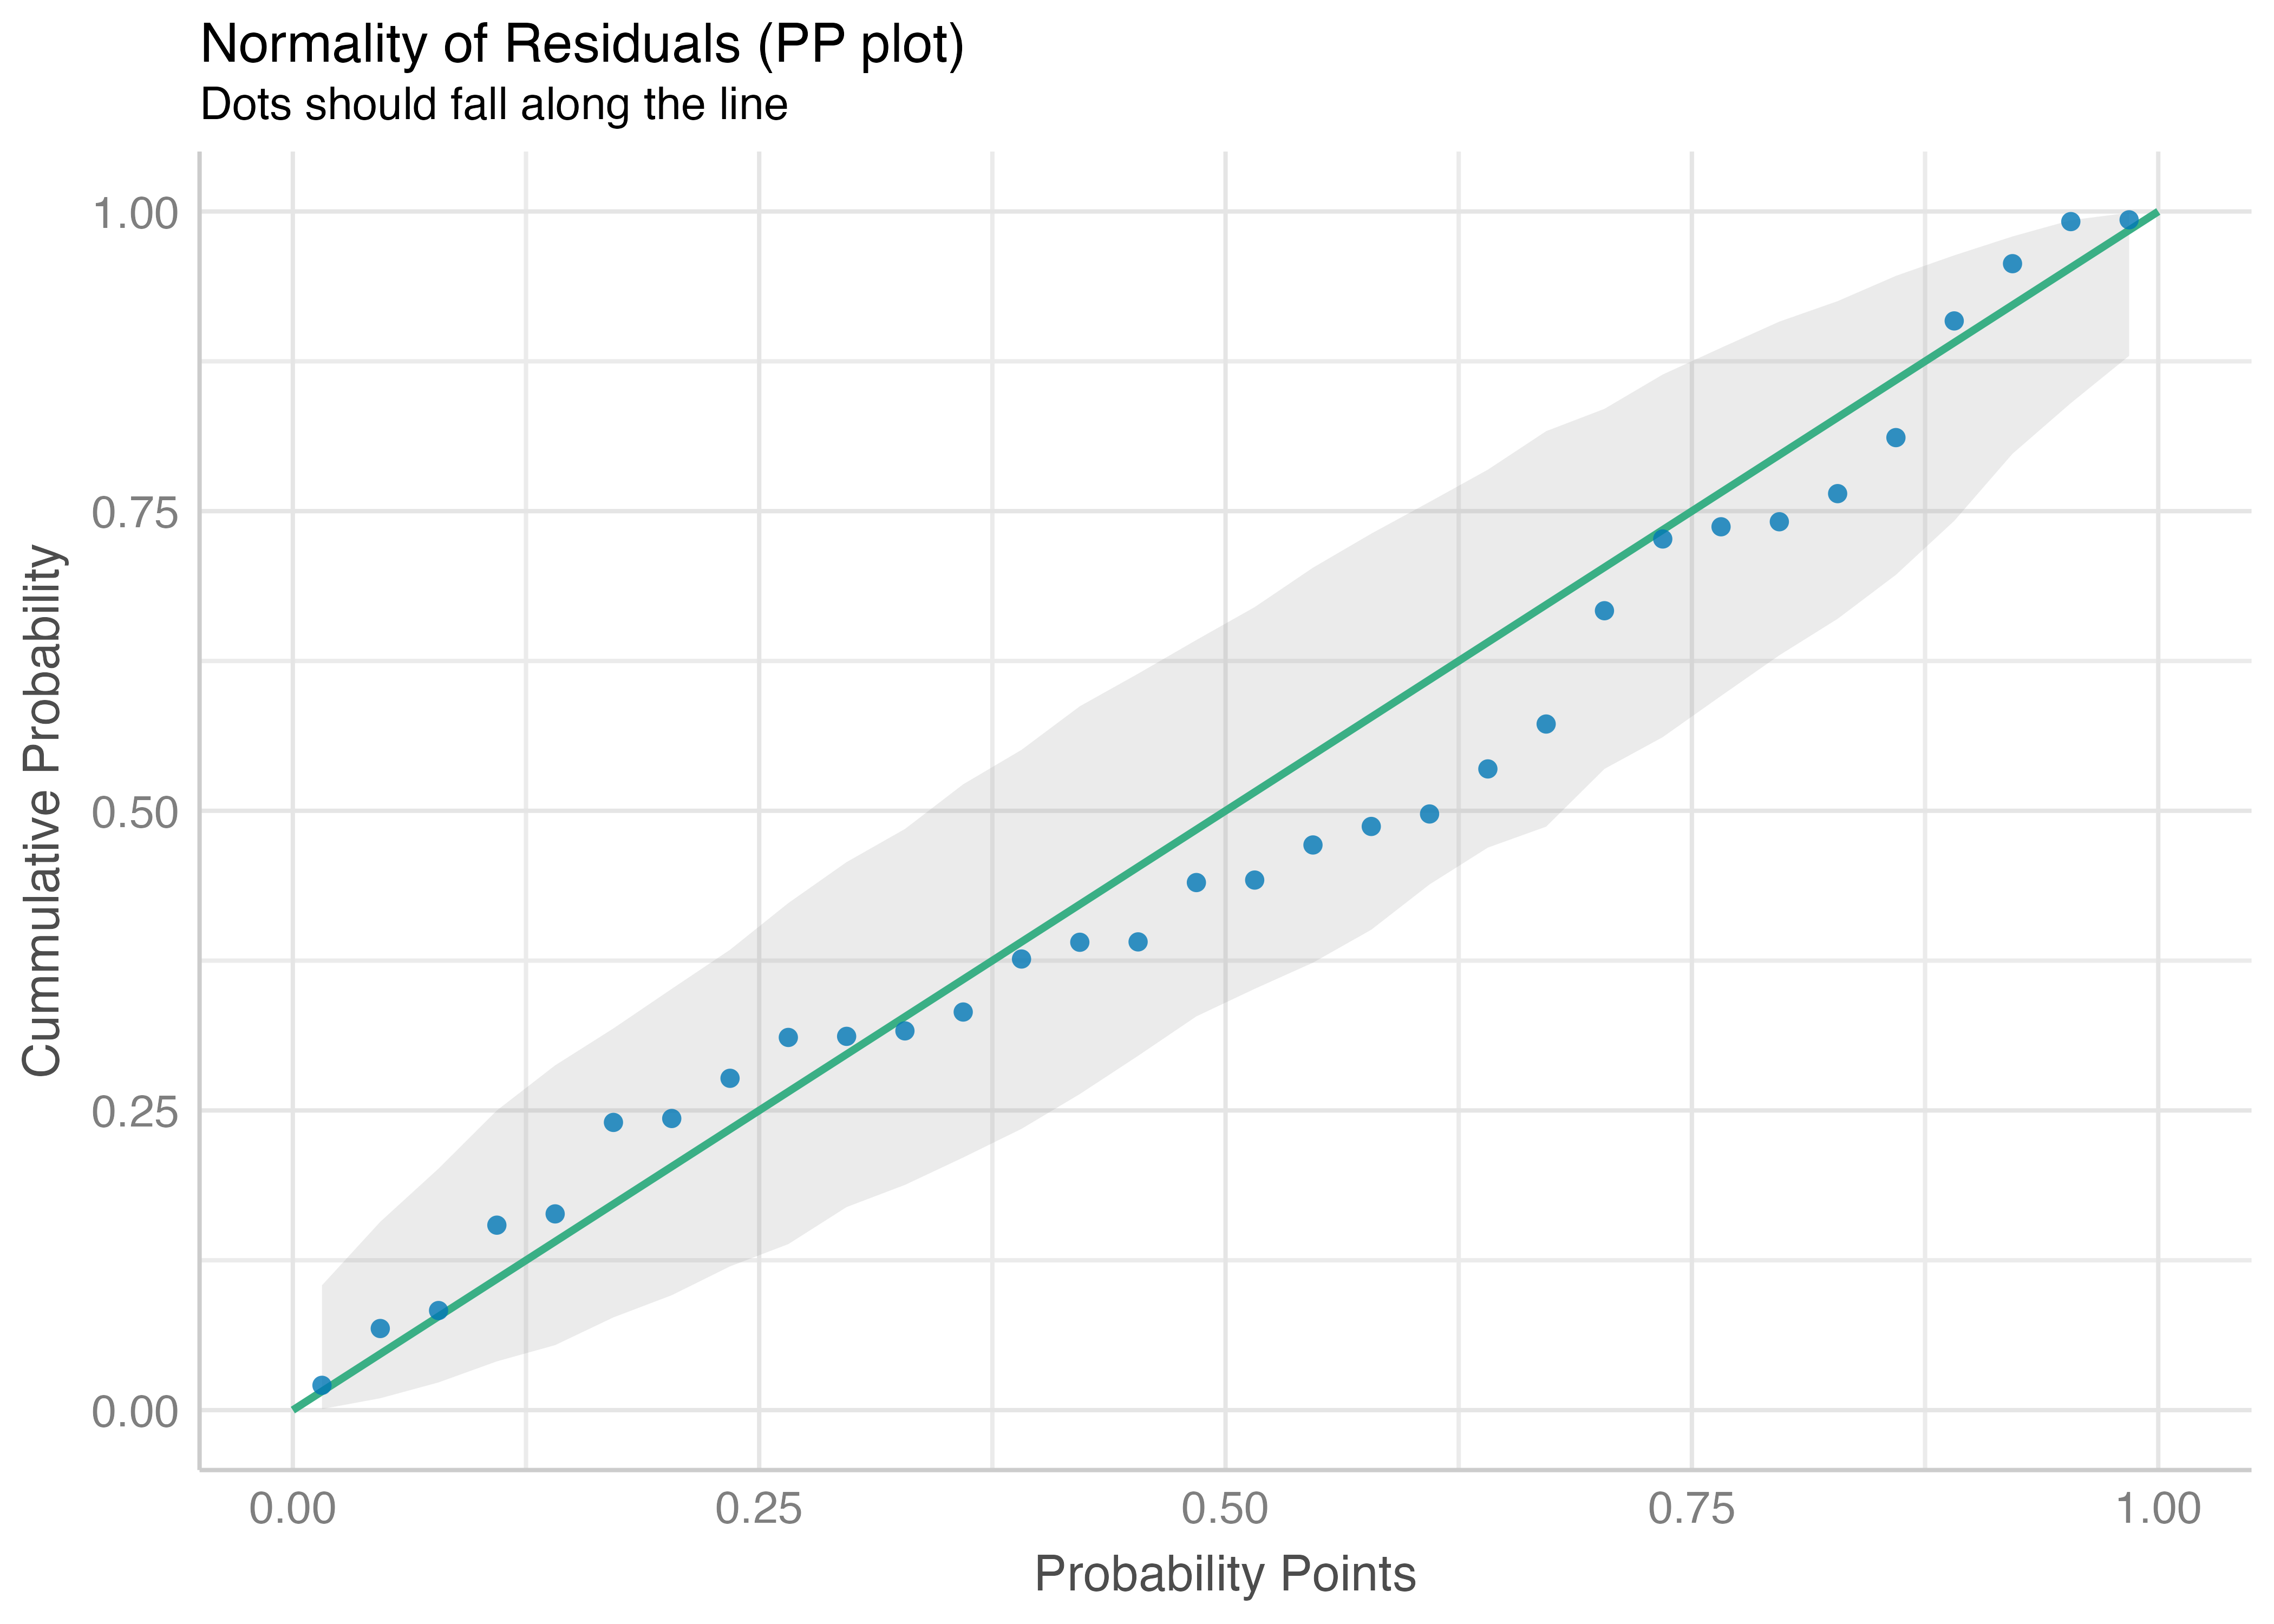 Normality of Residuals (PP plot)
Dots should fall along the line
1.00
0.75
0.50
0.25
0.00
Cummulative Probability
0.00 0.25 0.50 0.75 1.00
Probability Points